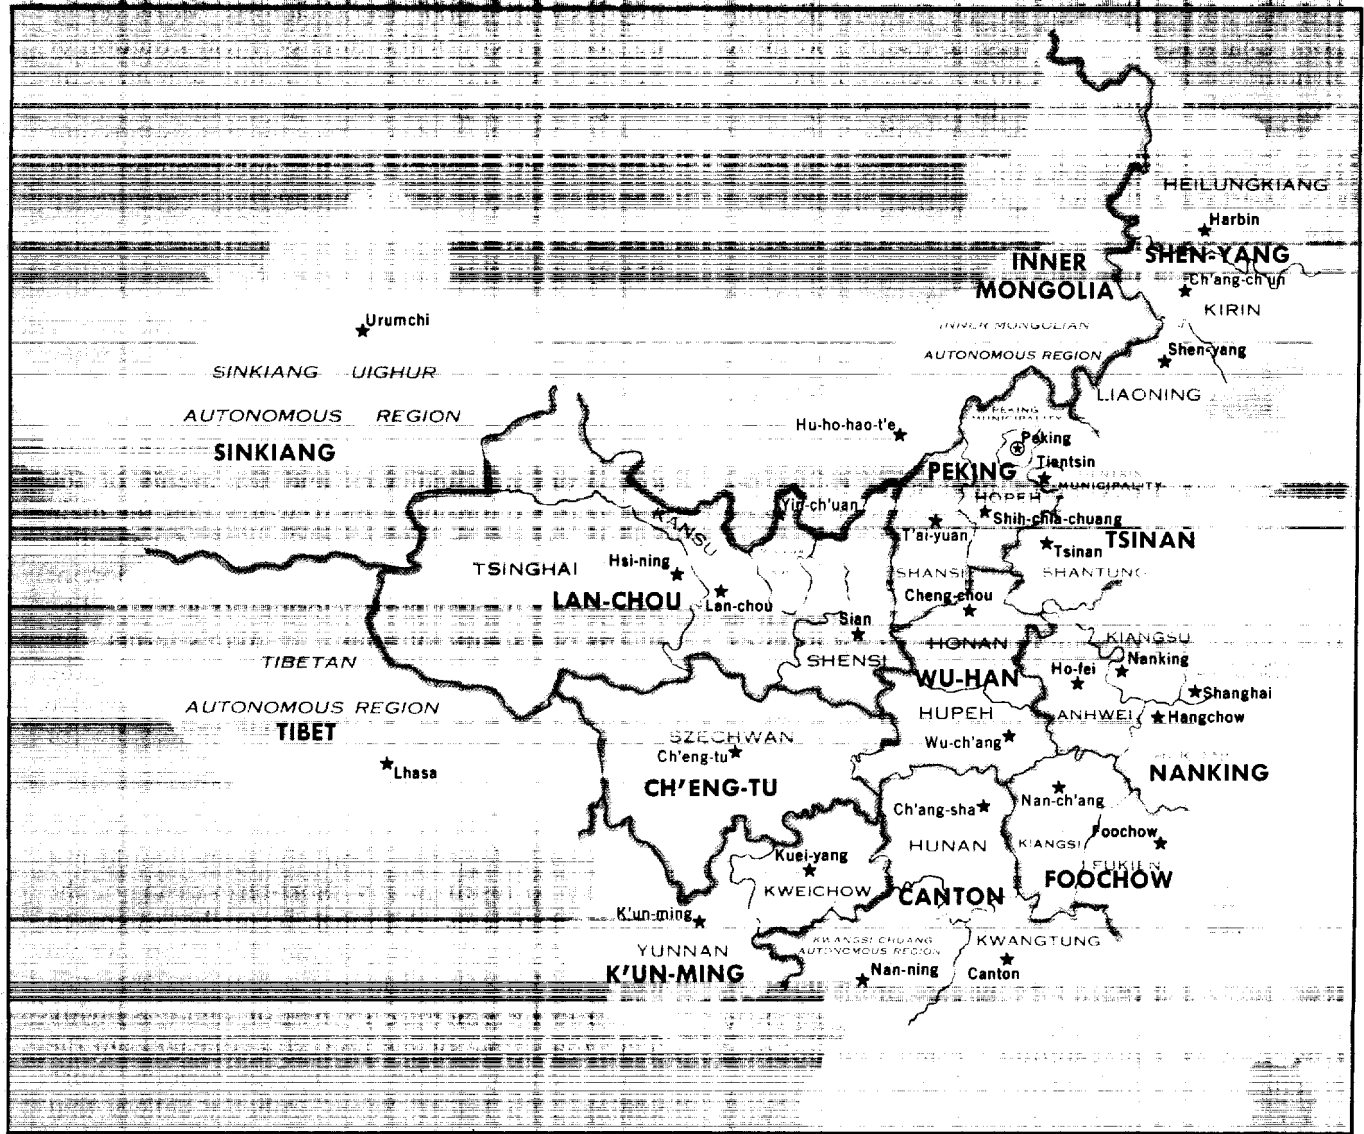 HEILUNGKIANG
Harbin
SHEN-YANG
INNER
MONGOLIA
Ch'ang-ch'un
KIRIN
INNER MONGOLIAN
AUTONOMOUS REGION
Shen-yang
LIAONING
Urumchi
SINKIANG UIGHUR
AUTONOMOUS REGION
SINKIANG
Hu-ho-hao-t'e
PEKING
MUNICIPALITY
Peking
PEKING
Tientsin
MUNICIPALITY
HOPEH
Shih-chia-chuang
Yin-ch'uan
KANSU
T'ai-yuan
TSINAN
Tsinan
SHANTUNG
TSINGHAI
Hsi-ning
LAN-CHOU
Lan-chou
SHANSI
Cheng-chou
Sian
SHENSI
HONAN
WU-HAN
HUPEH
Wu-ch'ang
KIANGSU
Nanking
Ho-fei
Shanghai
ANHWEI
Hangchow
NANKING
TIBETAN
AUTONOMOUS REGION
TIBET
Lhasa
SZECHWAN
Ch'eng-tu
CH'ENG-TU
Ch'ang-sha
HUNAN
Nan-ch'ang
KIANGSI
Foochow
FUKIEN
FOOCHOW
Kuei-yang
KWEICHOW
CANTON
K'un-ming
YUNNAN
K'UN-MING
KWANGSI CHUANG
AUTONOMOUS REGION
Nan-ning
KWANGTUNG
Canton